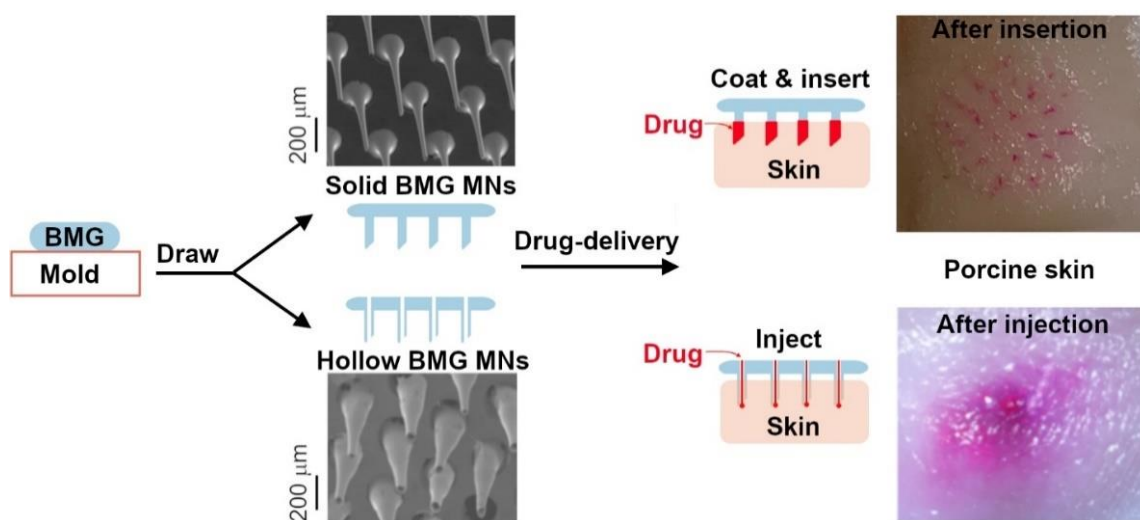 BMG
Mold
Draw
200 μm
Solid BMG MNs
Hollow BMG MNs
200 μm
Drug-delivery
Coat & insert
Drug
Skin
After insertion
Porcine skin
Inject
Drug
Skin
After injection